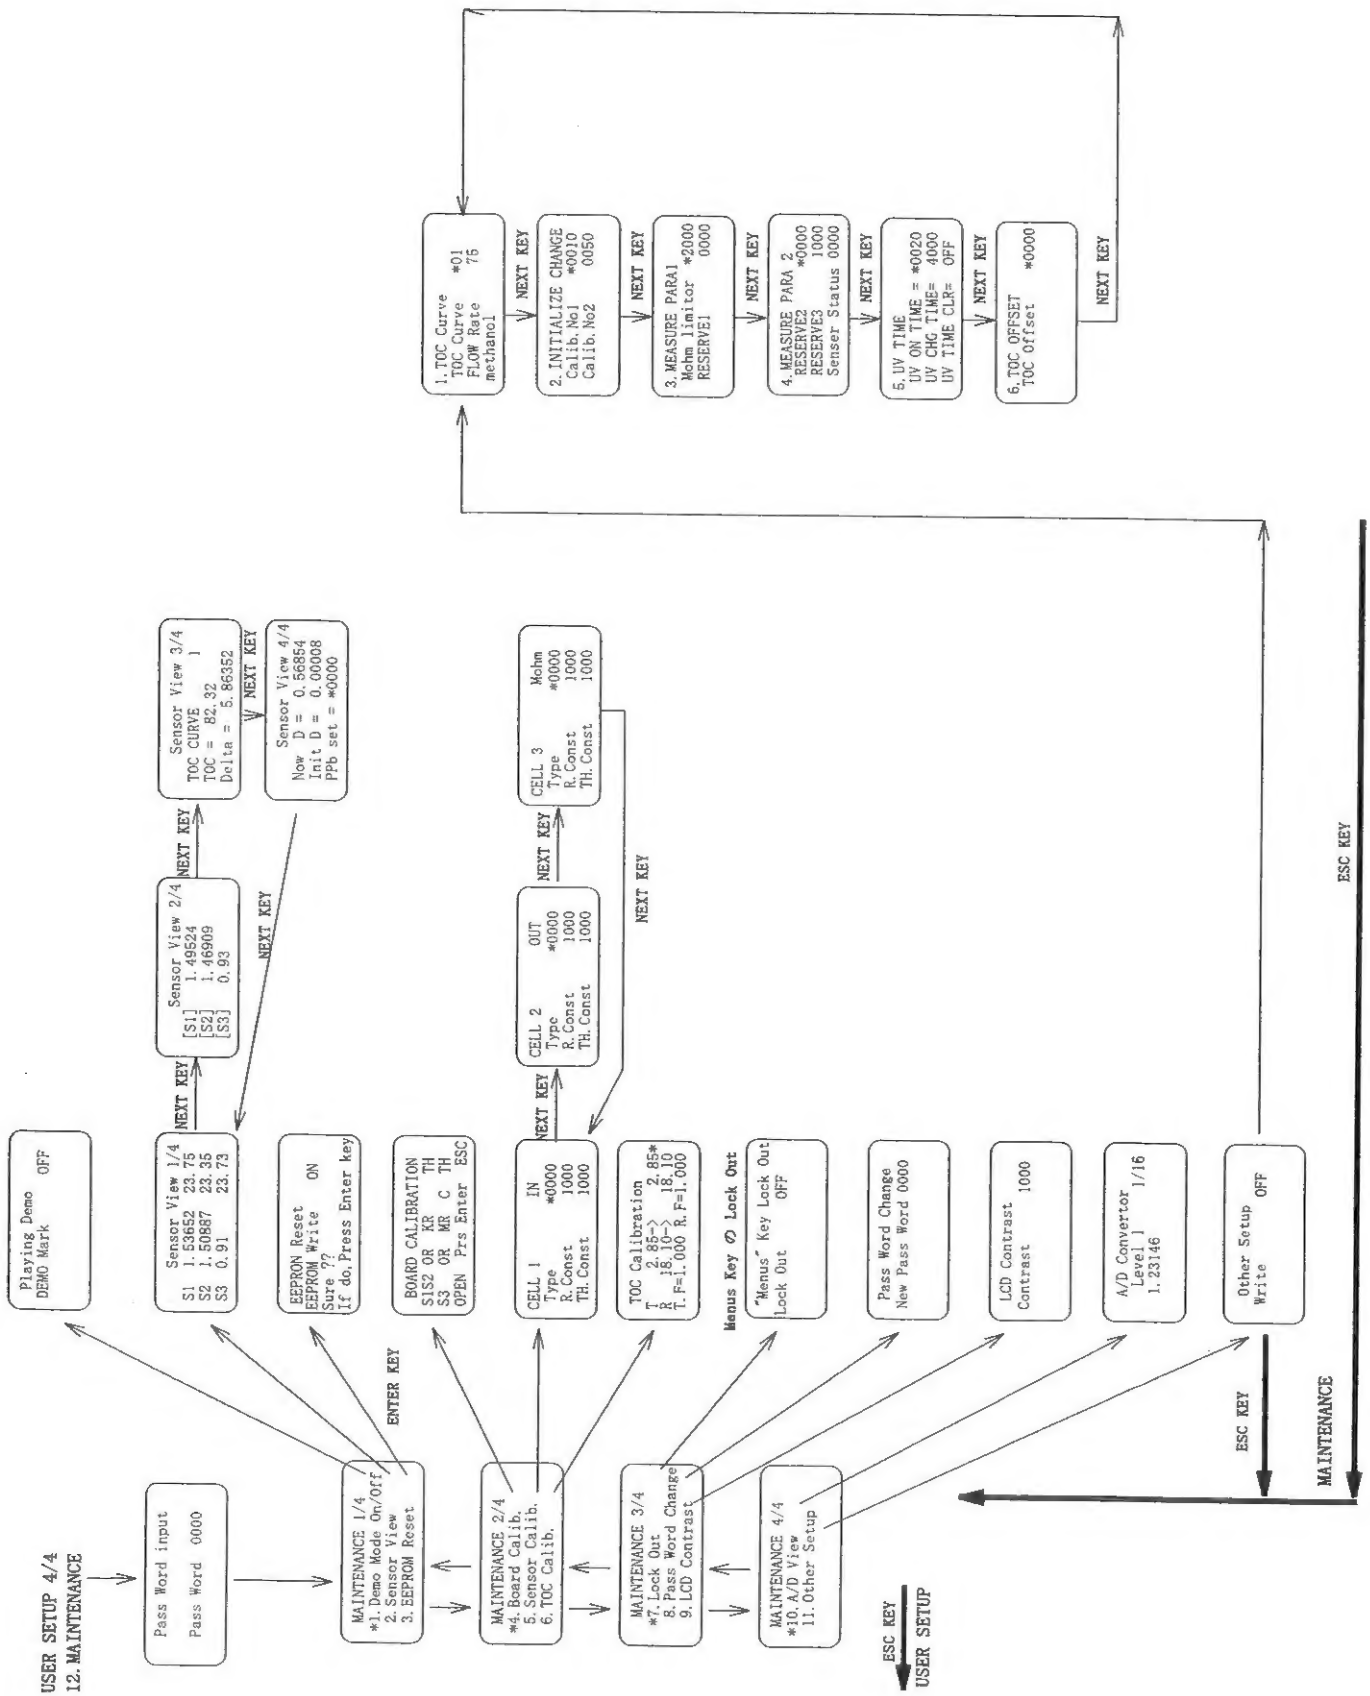 USER SETUP 4/4
12. MAINTENANCE
Pass Word input
Pass Word 0000
MAINTENANCE 1/4
*1. Demo Mode On/Off
2. Sensor View
3. EEPROM Reset
MAINTENANCE 2/4
*4. Board Calib.
5. Sensor Calib.
6. TOC Calib.
MAINTENANCE 3/4
*7. Lock Out
8. Pass Word Change
9. LCD Contrast
MAINTENANCE 4/4
*10. A/D View
11. Other Setup
ESC KEY
USER SETUP
ENTER KEY
Playing Demo
DEMO Mark OFF
Sensor View 1/4
S1 1.53652 23.75
S2 1.50887 23.35
S3 0.91 23.73
NEXT KEY
Sensor View 2/4
[S1] 1.49524
[S2] 1.46909
[S3] 0.93
NEXT KEY
Sensor View 3/4
TOC CURVE 1
TOC = 82.32
Delta = 5.86352
NEXT KEY
Sensor View 4/4
Now D = 0.56854
Init D = 0.00008
PPb set = *0000
NEXT KEY
EEPRON Reset
EEPROM Write ON
Sure ??
If do, Press Enter key
BOARD CALIBRATION
S1S2 OR KR TH
S3 OR MR C TH
OPEN Prs Enter ESC
CELL 1 IN
Type *0000
R. Const 1000
TH. Const 1000
NEXT KEY
CELL 2 OUT
Type *0000
R. Const 1000
TH. Const 1000
NEXT KEY
CELL 3 Mohm
Type *0000
R. Const 1000
TH. Const 1000
NEXT KEY
TOC Calibration
T 2.85-> 2.85*
R 18.10-> 18.10
T. F=1.000 R. F=1.000
Menus Key の Lock Out
"Menus" Key Lock Out
Lock Out OFF
Pass Word Change
New Pass Word 0000
LCD Contrast
Contrast 1000
A/D Convertor
Level 1 1/16
1.23146
Other Setup
Write OFF
ESC KEY
MAINTENANCE
ESC KEY
1. TOC Curve
TOC Curve *01
FLOW Rate 75
methanol
NEXT KEY
2. INITIALIZE CHANGE
Calib. No1 *0010
Calib. No2 0050
NEXT KEY
3. MEASURE PARA1
Mohm limitor *2000
RESERVE1 0000
NEXT KEY
4. MEASURE PARA 2
RESERVE2 *0000
RESERVE3 1000
Senser Status 0000
NEXT KEY
5. UV TIME
UV ON TIME = *0020
UV CHG TIME= 4000
UV TIME CLR= OFF
NEXT KEY
6. TOC OFFSET
TOC Offset *0000
NEXT KEY